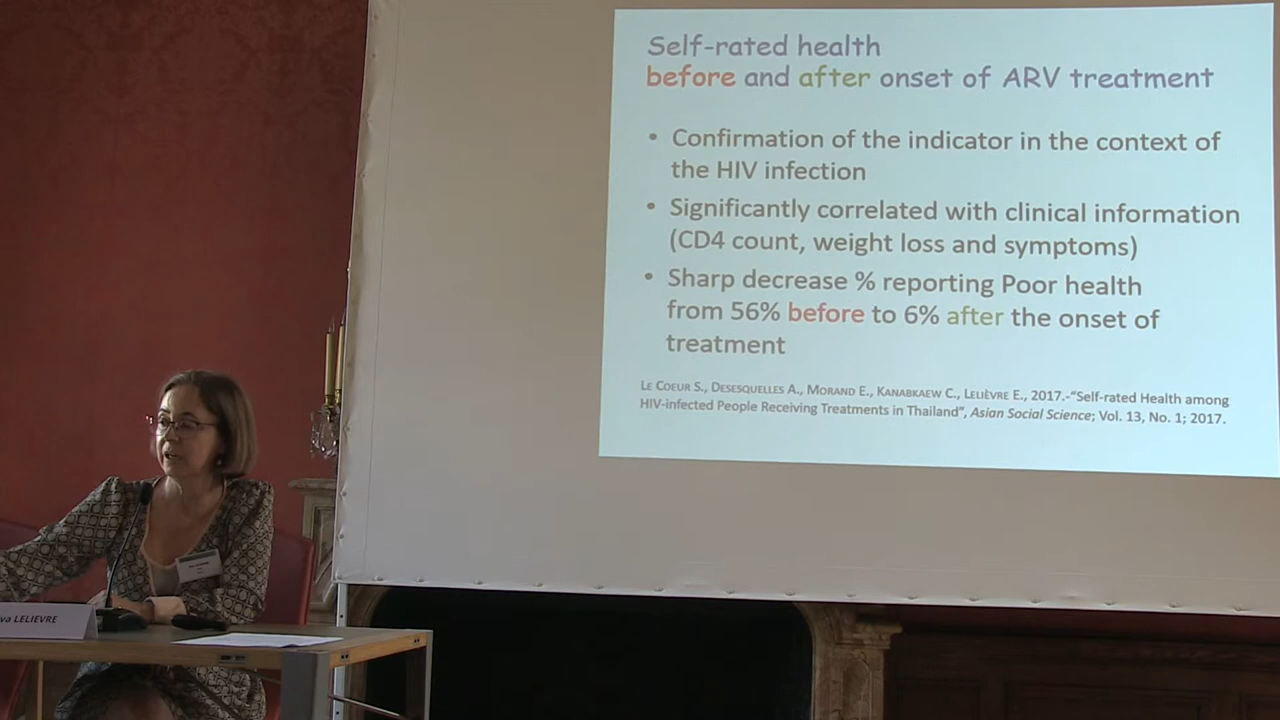 Self-rated health
before and after onset of ARV treatment
• Confirmation of the indicator in the context of
the HIV infection
• Significantly correlated with clinical information
(CD4 count, weight loss and symptoms)
• Sharp decrease % reporting Poor health
from 56% before to 6% after the onset of
treatment
LE COEUR S., DESESQUELLES A., MORAND E., KANABKAEW C., LELIÈVRE E., 2017.-“Self-rated Health among
HIV-infected People Receiving Treatments in Thailand”, Asian Social Science; Vol. 13, No. 1; 2017.
va LELIEVRE